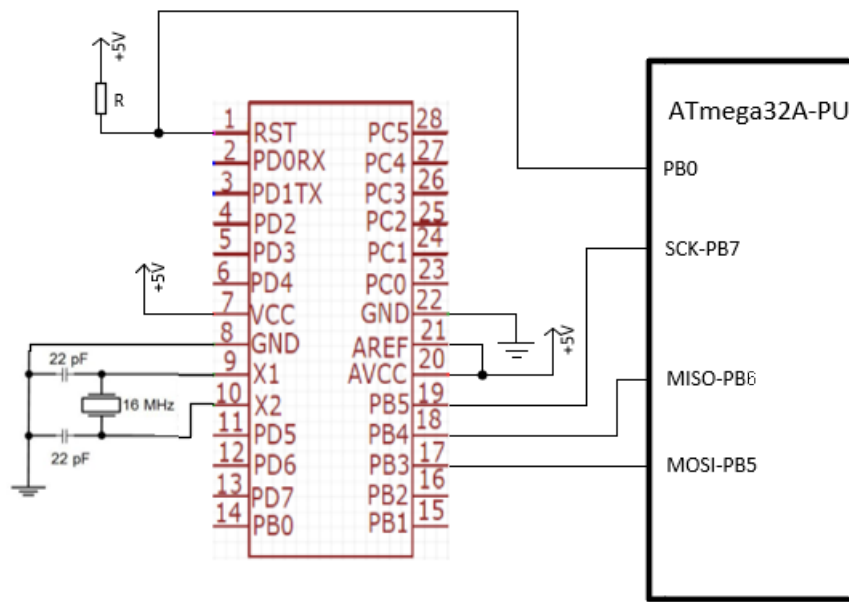 +5V
R
1 RST PC5 28
2 PD0RX PC4 27
3 PD1TX PC3 26
4 PD2 PC2 25
5 PD3 PC1 24
6 PD4 PC0 23
7 VCC GND 22
8 GND AREF 21
9 X1 AVCC 20
10 X2 PB5 19
11 PD5 PB4 18
12 PD6 PB3 17
13 PD7 PB2 16
14 PB0 PB1 15
+5V
22 pF
16 MHz
22 pF
+5V
ATmega32A-PU
PB0
SCK-PB7
MISO-PB6
MOSI-PB5